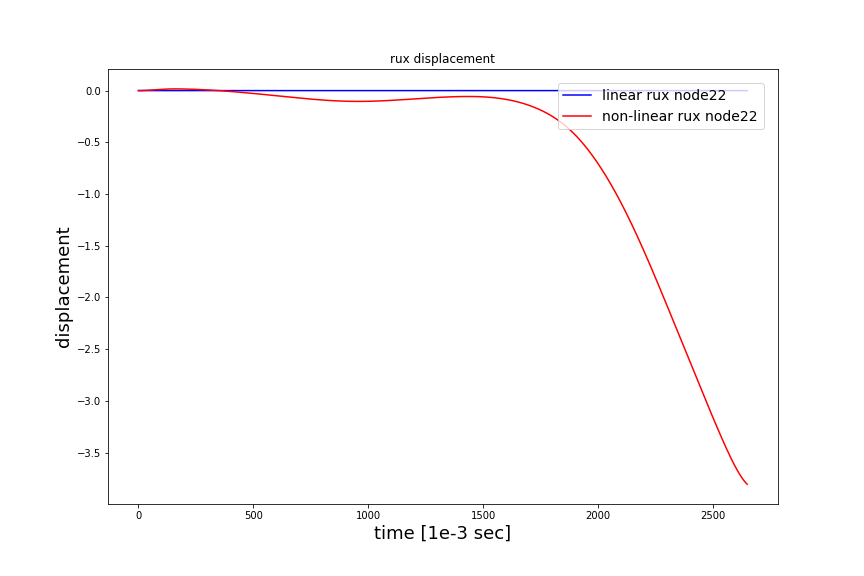 rux displacement
linear rux node22
non-linear rux node22
displacement
0.0
−0.5
−1.0
−1.5
−2.0
−2.5
−3.0
−3.5
0 500 1000 1500 2000 2500
time [1e-3 sec]